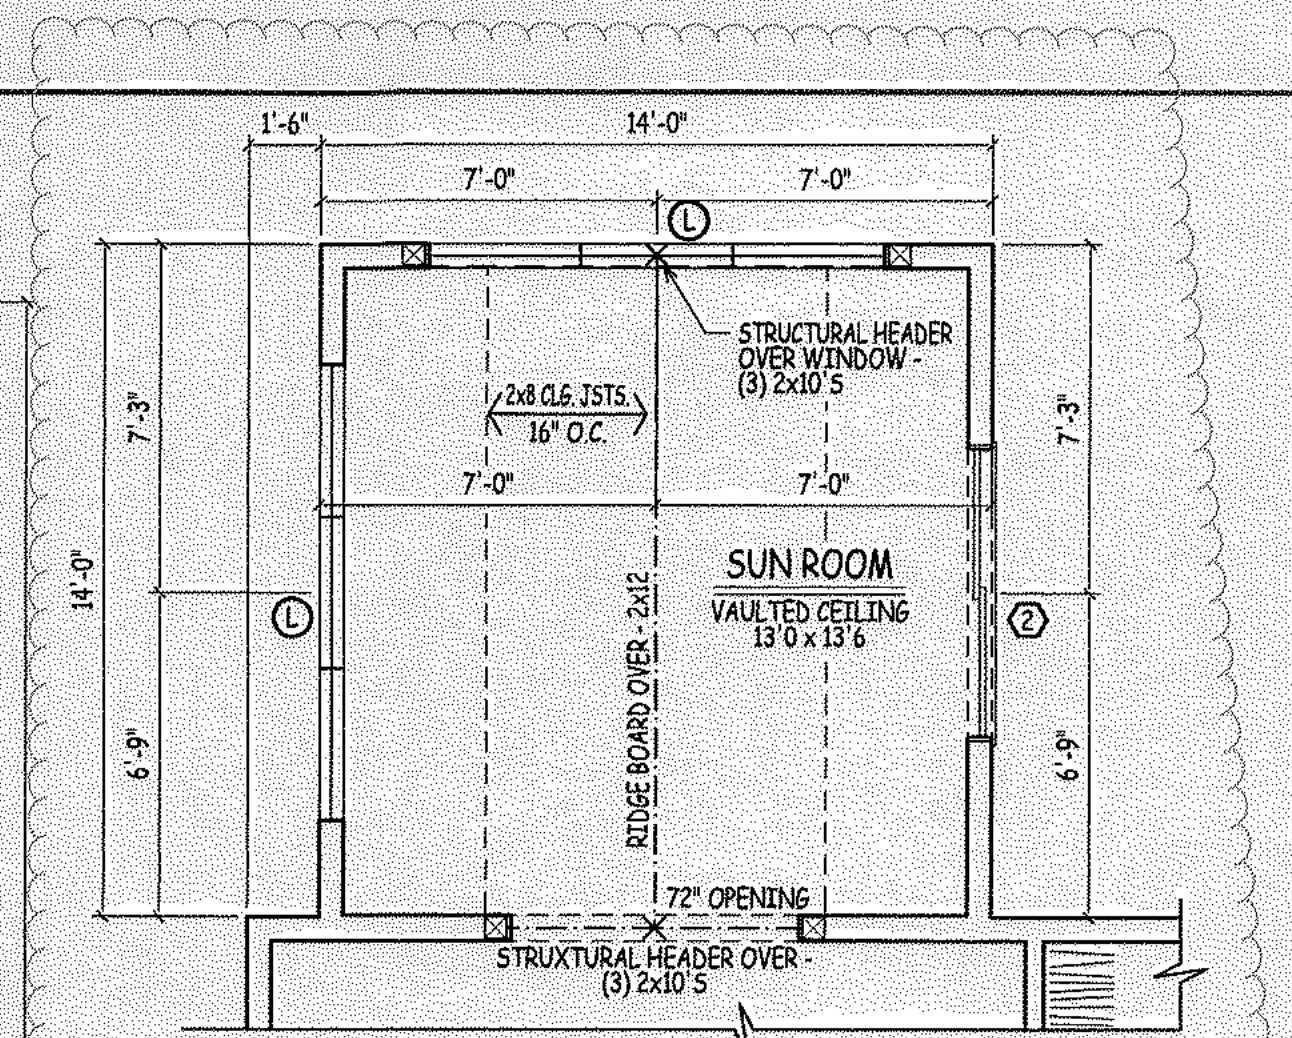 1'-6"
14'-0"
7'-0"
7'-0"
L
STRUCTURAL HEADER
OVER WINDOW -
(3) 2x10'S
2x8 CLG. JSTS.
16" O.C.
7'-3"
7'-3"
7'-0"
7'-0"
14'-0"
SUN ROOM
VAULTED CEILING
13'0 x 13'6
L
2
RIDGE BOARD OVER - 2x12
6'-9"
6'-9"
72" OPENING
STRUXTURAL HEADER OVER -
(3) 2x10'S